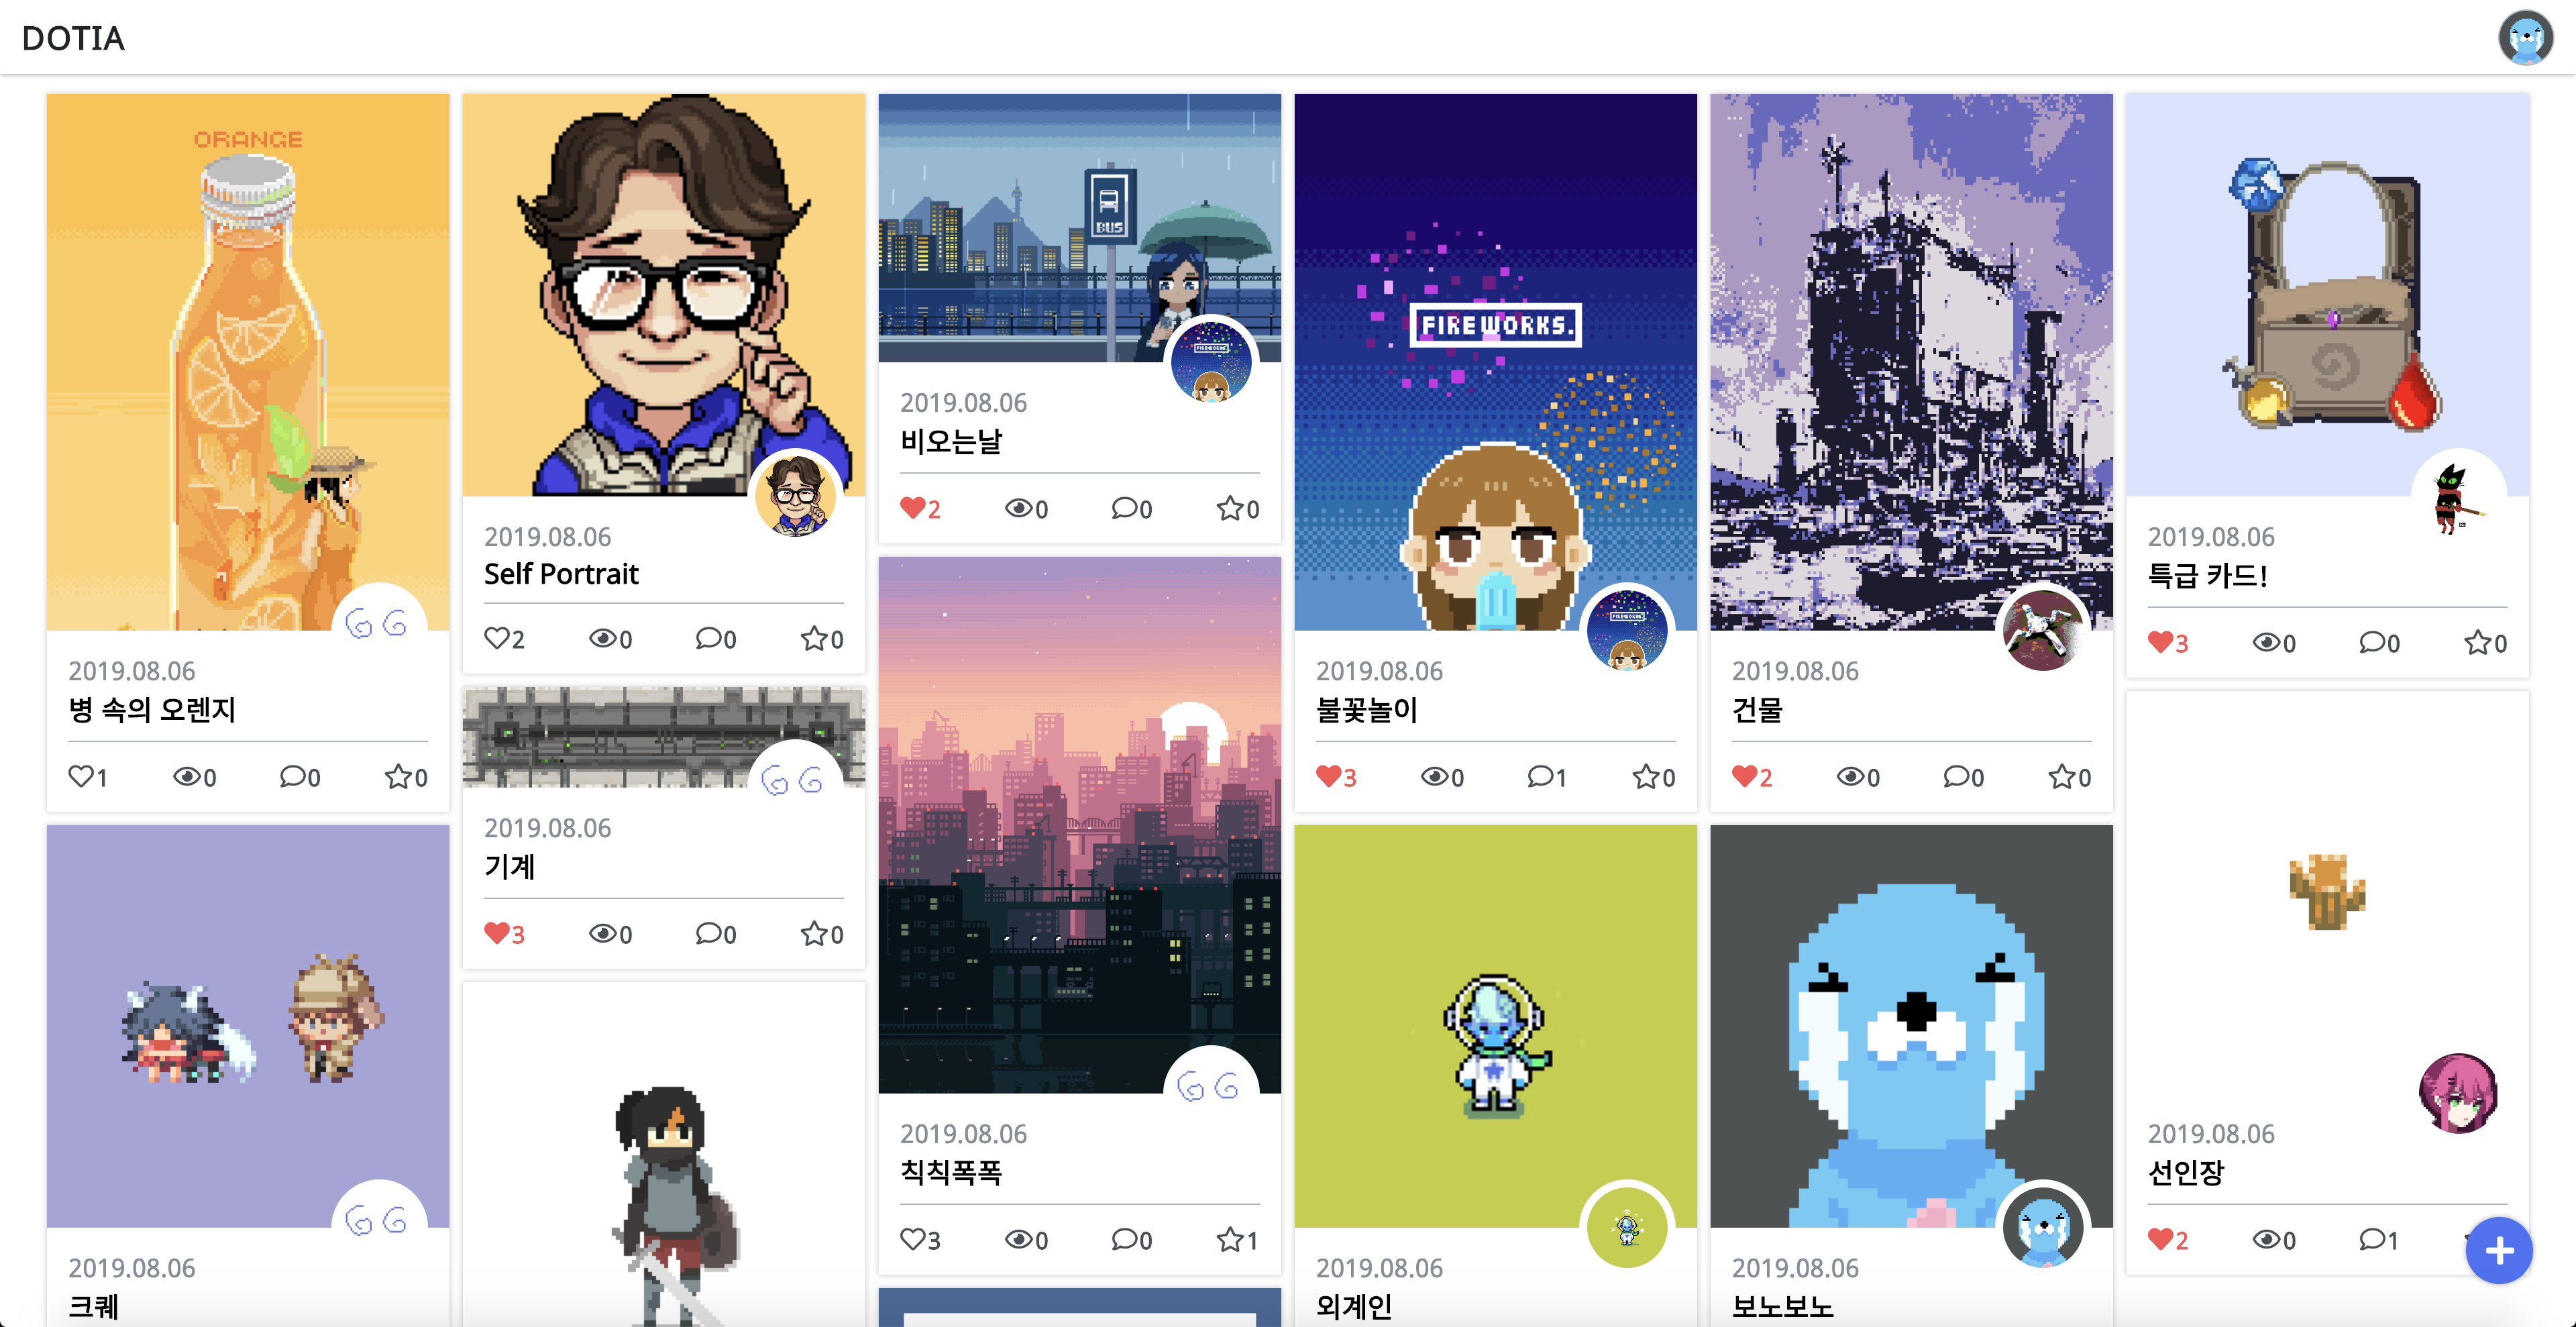 DOTIA
ORANGE
2019.08.06
병 속의 오렌지
1 0 0 0
2019.08.06
크퀘
2019.08.06
Self Portrait
2 0 0 0
2019.08.06
기계
3 0 0 0
BUS
2019.08.06
비오는날
2 0 0 0
2019.08.06
칙칙폭폭
3 0 0 1
FIREWORKS.
2019.08.06
불꽃놀이
3 0 1 0
2019.08.06
외계인
2019.08.06
건물
2 0 0 0
2019.08.06
보노보노
2019.08.06
특급 카드!
3 0 0 0
2019.08.06
선인장
2 0 1